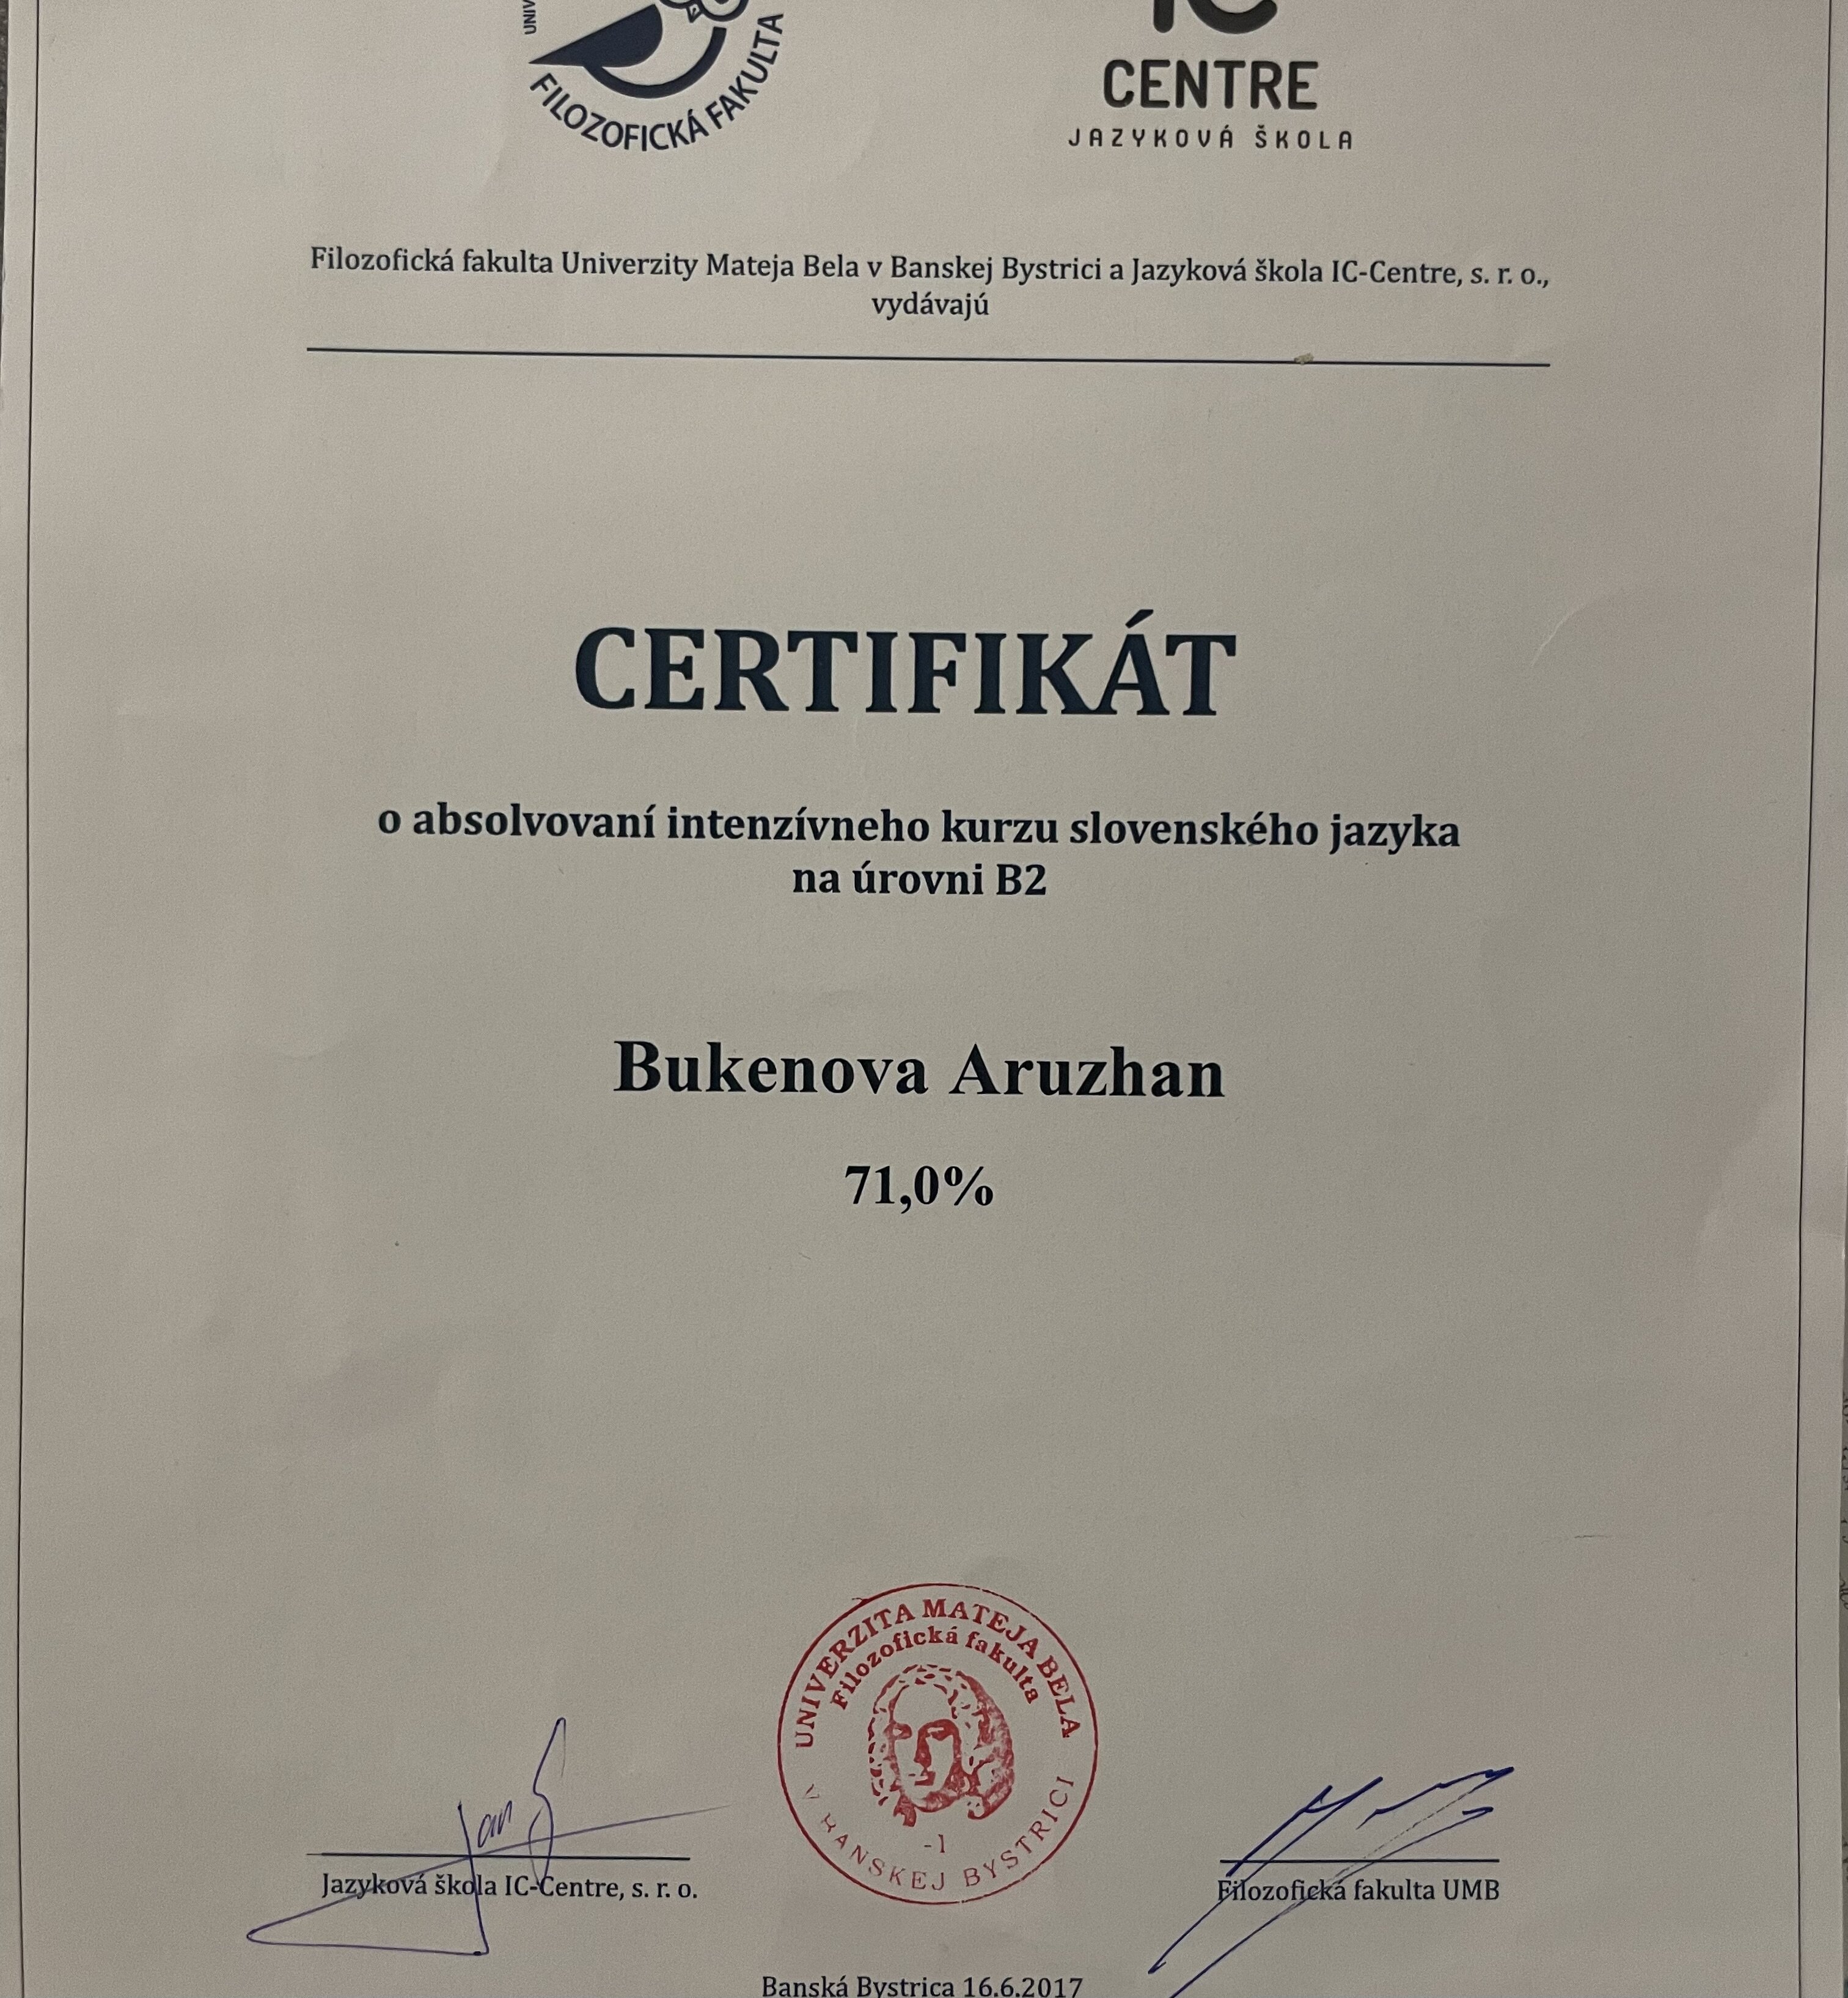 FILOZOFICKÁ FAKULTA
CENTRE
JAZYKOVÁ ŠKOLA
Filozofická fakulta Univerzity Mateja Bela v Banskej Bystrici a Jazyková škola IC-Centre, s. r. o.,
vydávajú
CERTIFIKÁT
o absolvovaní intenzívneho kurzu slovenského jazyka
na úrovni B2
Bukenova Aruzhan
71,0%
UNIVERZITA MATEJA BELA
Filozofická fakulta
-1
V BANSKEJ BYSTRICI
Jazyková škola IC-Centre, s. r. o.
Filozofická fakulta UMB
Banská Bystrica 16.6.2017